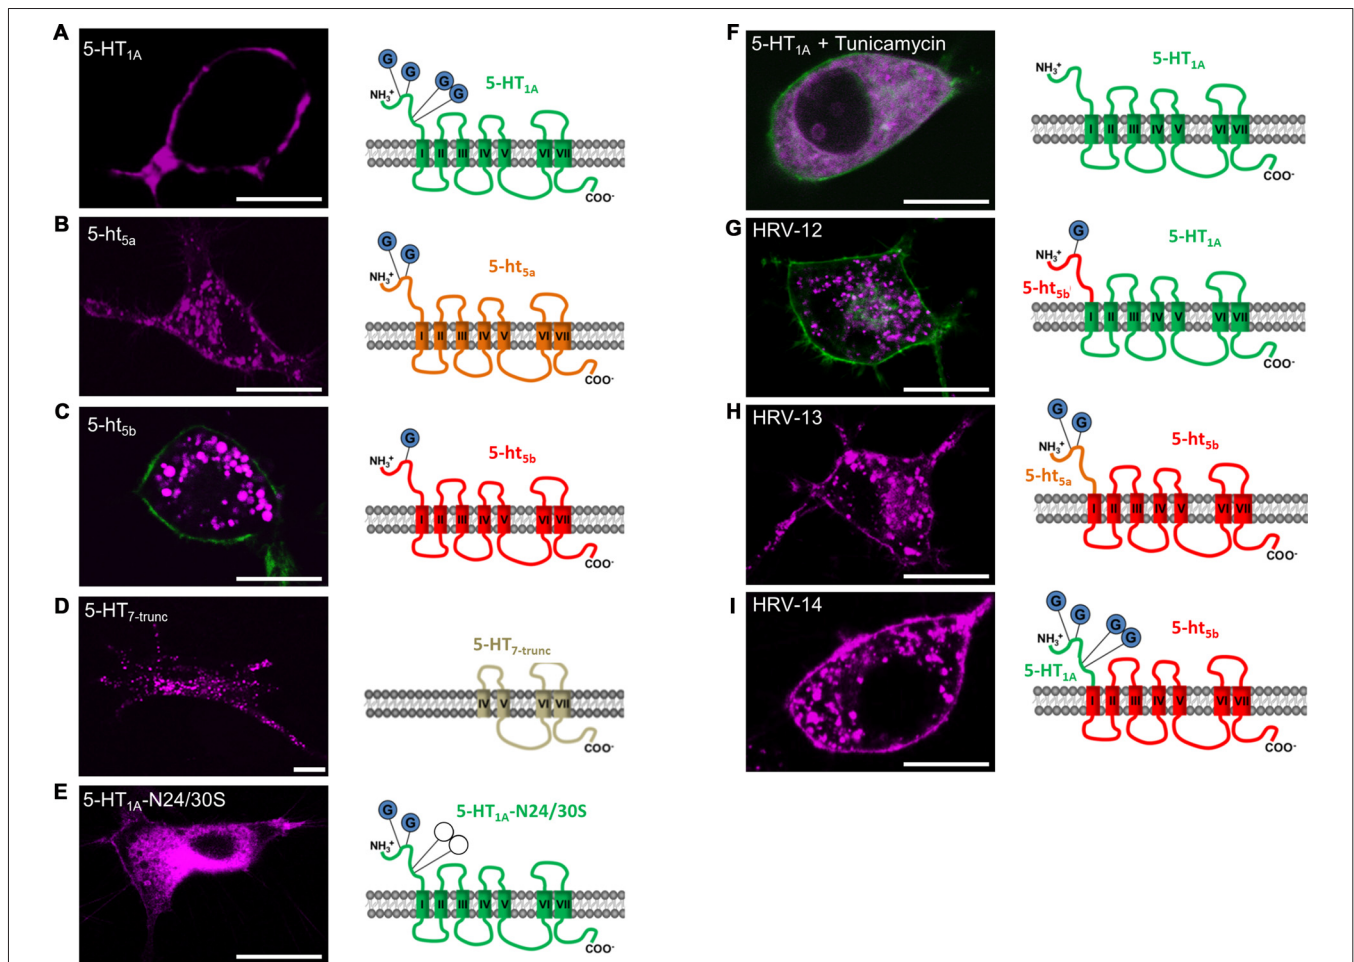 A
5-HT1A
G G G G
NH3+
5-HT1A
I II III IV V VI VII
COO-
B
5-ht5a
G G
NH3+
5-ht5a
I II III IV V VI VII
COO-
C
5-ht5b
G
NH3+
5-ht5b
I II III IV V VI VII
COO-
D
5-HT7-trunc
5-HT7-trunc
IV V VI VII
COO-
E
5-HT1A-N24/30S
G G
NH3+
5-HT1A-N24/30S
I II III IV V VI VII
COO-
F
5-HT1A + Tunicamycin
NH3+
5-HT1A
I II III IV V VI VII
COO-
G
HRV-12
G
NH3+
5-HT1A
5-ht5b
I II III IV V VI VII
COO-
H
HRV-13
G G
NH3+
5-ht5b
5-ht5a
I II III IV V VI VII
COO-
I
HRV-14
G G G G
NH3+
5-ht5b
5-HT1A
I II III IV V VI VII
COO-